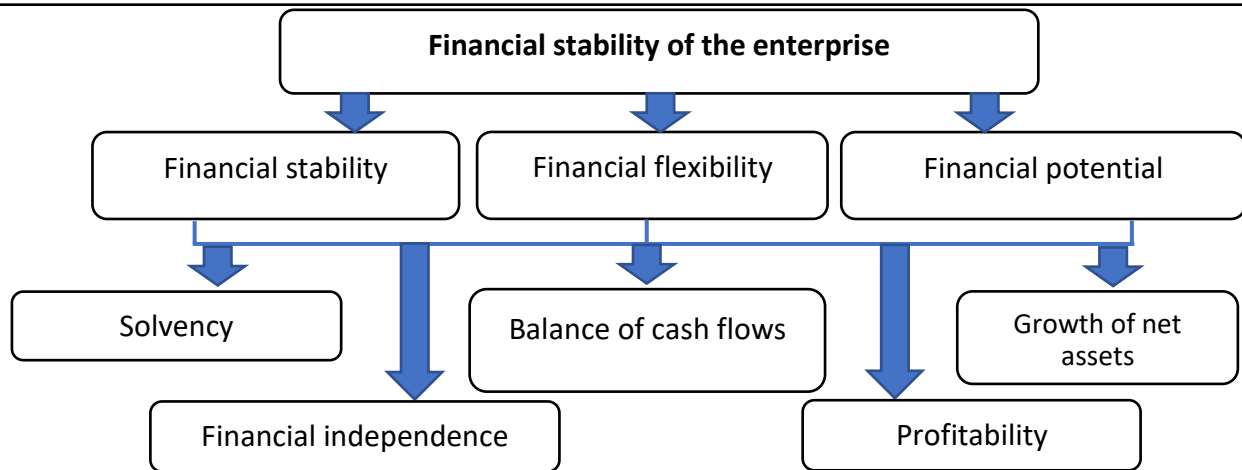 Financial stability of the enterprise
Financial stability
Financial flexibility
Financial potential
Solvency
Balance of cash flows
Growth of net
assets
Financial independence
Profitability